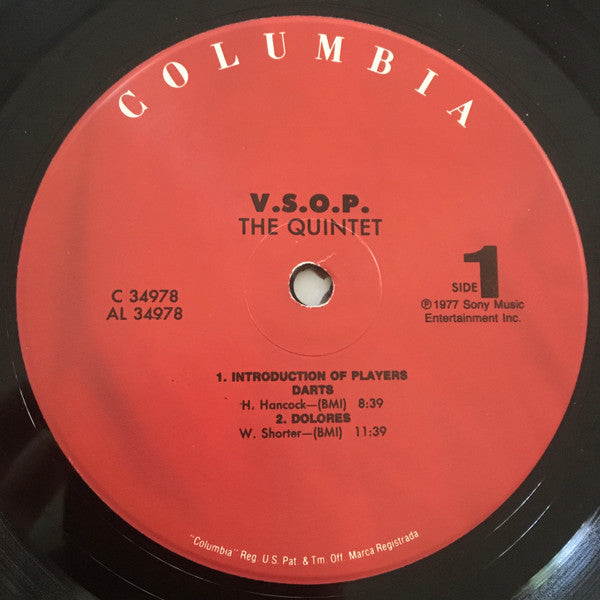 COLUMBIA
V.S.O.P.
THE QUINTET
C 34978
AL 34978
SIDE 1
℗ 1977 Sony Music
Entertainment Inc.
1. INTRODUCTION OF PLAYERS
DARTS
H. Hancock—(BMI) 8:39
2. DOLORES
W. Shorter—(BMI) 11:39
"Columbia" Reg. U.S. Pat. & Tm. Off. Marca Registrada